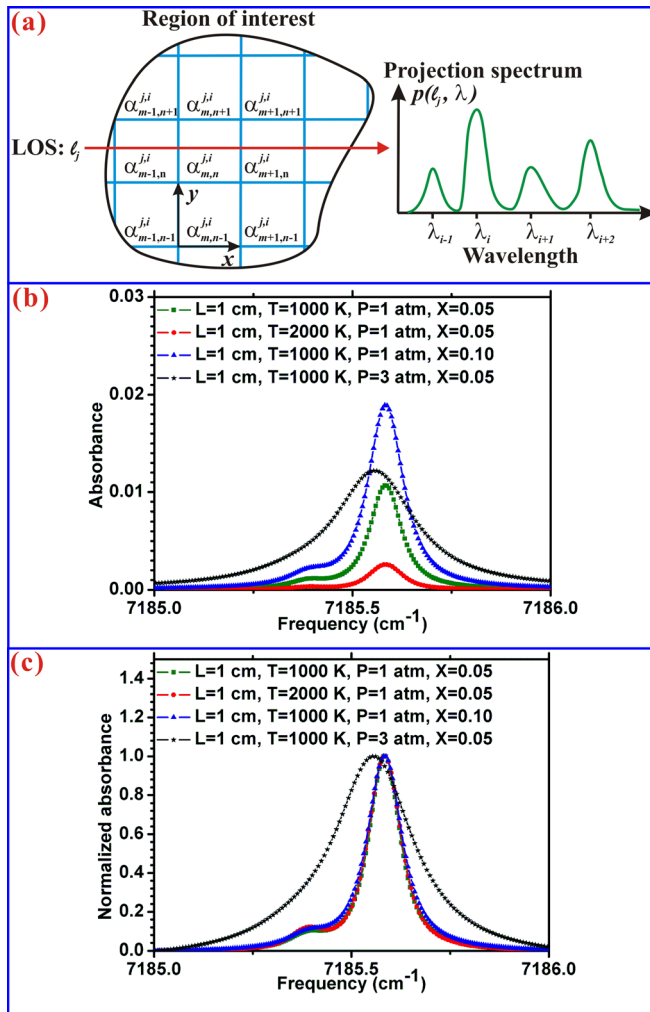 (a)
Region of interest
α^{j,i}_{m-1,n+1} α^{j,i}_{m,n+1} α^{j,i}_{m+1,n+1}
LOS: ℓ_j
α^{j,i}_{m-1,n} α^{j,i}_{m,n} α^{j,i}_{m+1,n}
y
α^{j,i}_{m-1,n-1} α^{j,i}_{m,n-1} α^{j,i}_{m+1,n-1}
x
Projection spectrum
p(ℓ_j, λ)
λ_{i-1} λ_i λ_{i+1} λ_{i+2}
Wavelength
(b)
0.03
0.02
0.01
0.00
Absorbance
L=1 cm, T=1000 K, P=1 atm, X=0.05
L=1 cm, T=2000 K, P=1 atm, X=0.05
L=1 cm, T=1000 K, P=1 atm, X=0.10
L=1 cm, T=1000 K, P=3 atm, X=0.05
7185.0 7185.5 7186.0
Frequency (cm⁻¹)
(c)
1.4
1.2
1.0
0.8
0.6
0.4
0.2
0.0
Normalized absorbance
L=1 cm, T=1000 K, P=1 atm, X=0.05
L=1 cm, T=2000 K, P=1 atm, X=0.05
L=1 cm, T=1000 K, P=1 atm, X=0.10
L=1 cm, T=1000 K, P=3 atm, X=0.05
7185.0 7185.5 7186.0
Frequency (cm⁻¹)